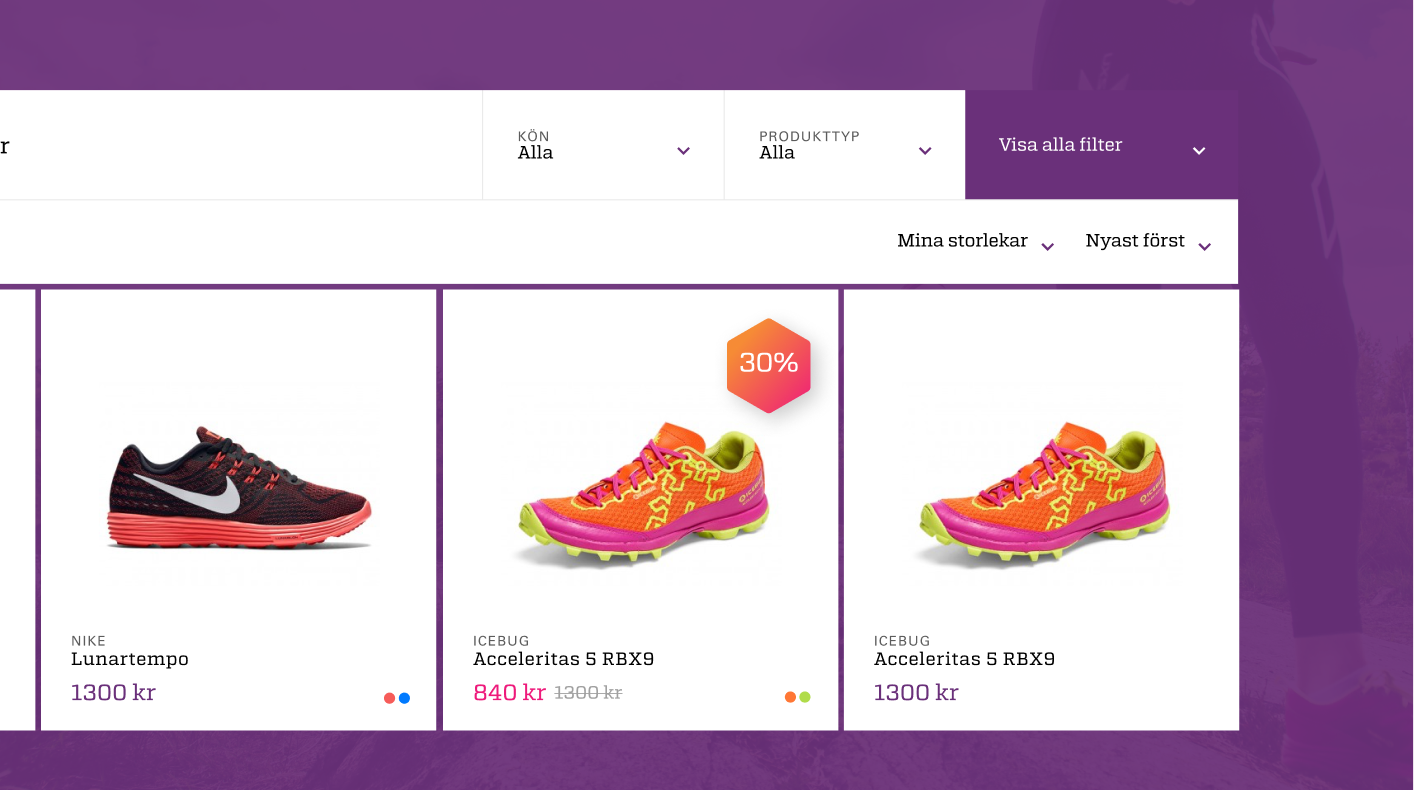 r
KÖN
Alla
PRODUKTTYP
Alla
Visa alla filter
Mina storlekar
Nyast först
30%
NIKE
Lunartempo
1300 kr
ICEBUG
Acceleritas 5 RBX9
840 kr 1300 kr
ICEBUG
Acceleritas 5 RBX9
1300 kr